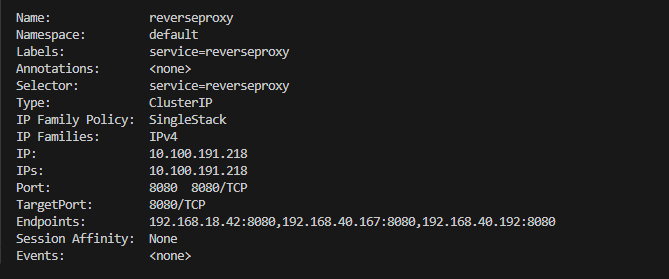 Name: reverseproxy
Namespace: default
Labels: service=reverseproxy
Annotations: <none>
Selector: service=reverseproxy
Type: ClusterIP
IP Family Policy: SingleStack
IP Families: IPv4
IP: 10.100.191.218
IPs: 10.100.191.218
Port: 8080 8080/TCP
TargetPort: 8080/TCP
Endpoints: 192.168.18.42:8080,192.168.40.167:8080,192.168.40.192:8080
Session Affinity: None
Events: <none>